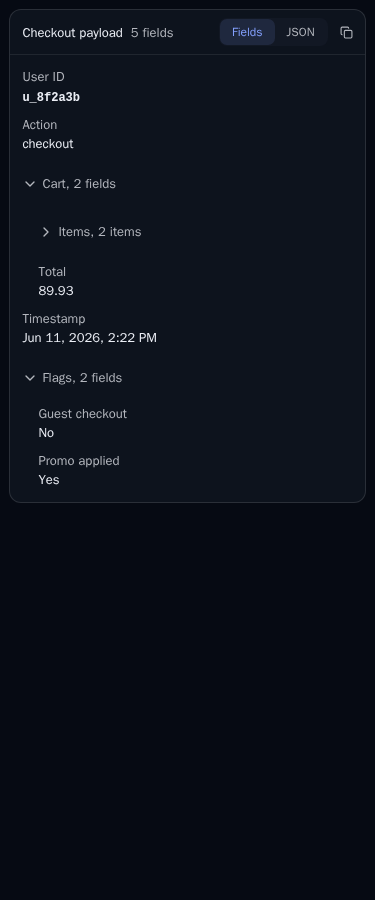 Checkout payload 5 fields Fields JSON
User ID
u_8f2a3b
Action
checkout
Cart, 2 fields
Items, 2 items
Total
89.93
Timestamp
Jun 11, 2026, 2:22 PM
Flags, 2 fields
Guest checkout
No
Promo applied
Yes